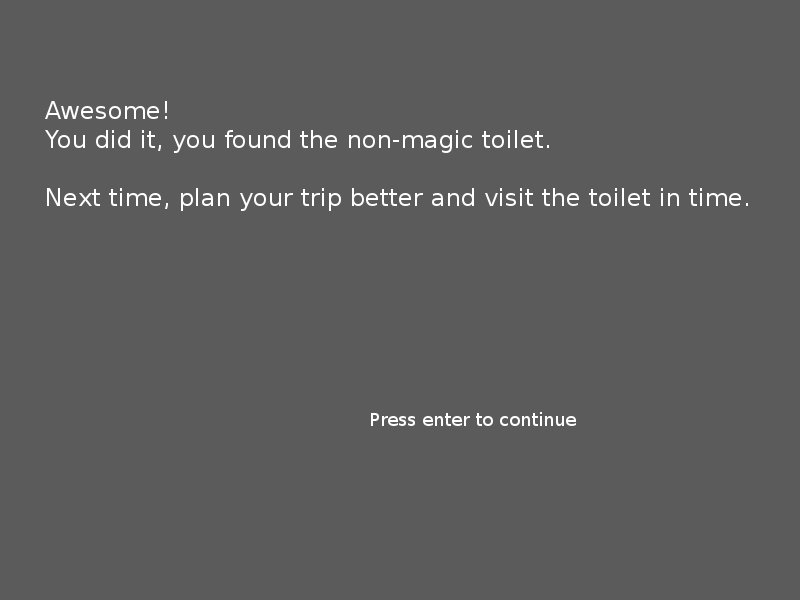 Awesome!
You did it, you found the non-magic toilet.
Next time, plan your trip better and visit the toilet in time.
Press enter to continue